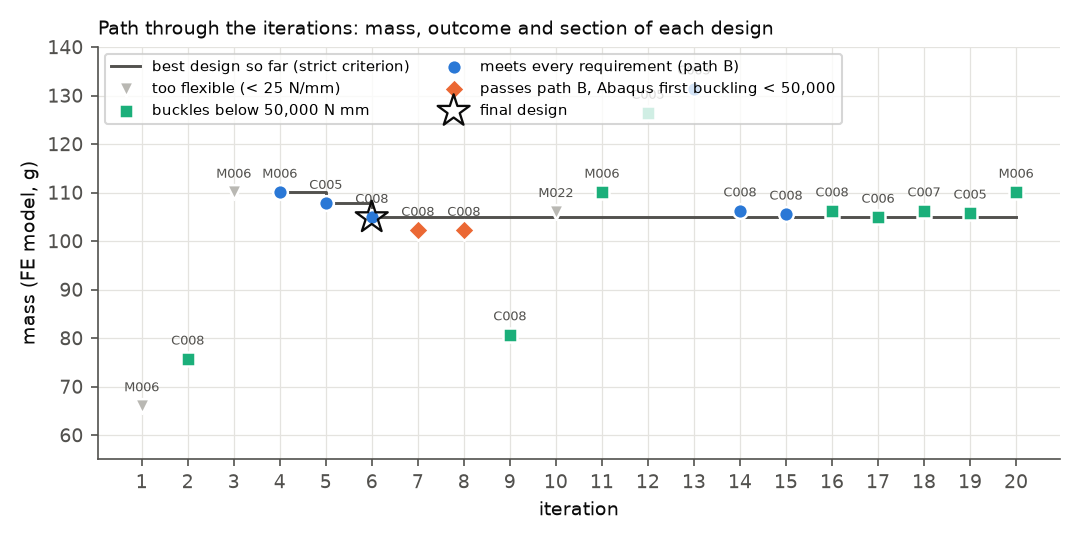 Path through the iterations: mass, outcome and section of each design
best design so far (strict criterion)
too flexible (< 25 N/mm)
buckles below 50,000 N mm
meets every requirement (path B)
passes path B, Abaqus first buckling < 50,000
final design
mass (FE model, g)
140
130
120
110
100
90
80
70
60
M006
C008
M006
M006
C005
C008
C008
C008
C008
M022
M006
C008
C008
C008
C006
C007
C005
M006
1 2 3 4 5 6 7 8 9 10 11 12 13 14 15 16 17 18 19 20
iteration